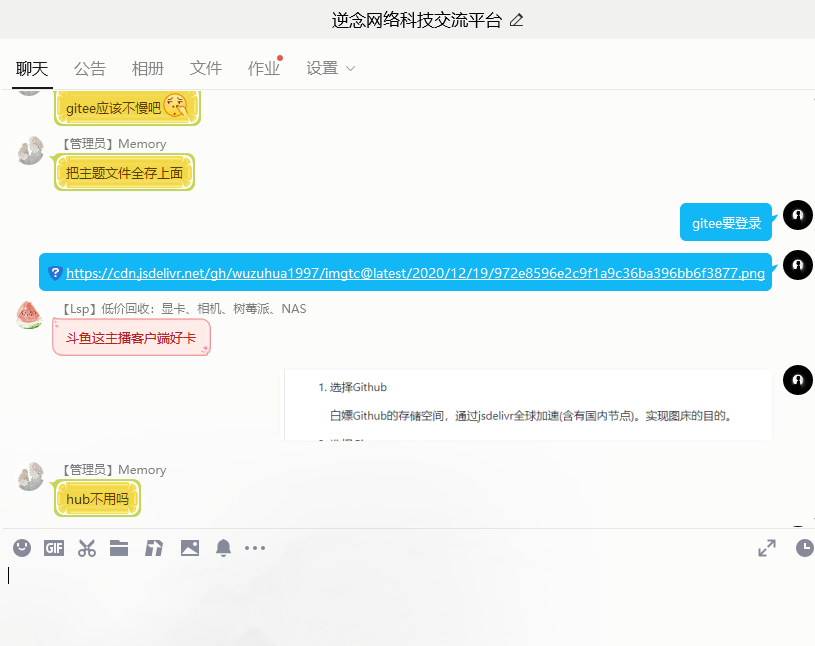 逆念网络科技交流平台
聊天 公告 相册 文件 作业 设置
gitee应该不慢吧
【管理员】Memory
把主题文件全存上面
gitee要登录
https://cdn.jsdelivr.net/gh/wuzuhua1997/imgtc@latest/2020/12/19/972e8596e2c9f1a9c36ba396bb6f3877.png
【Lsp】低价回收：显卡、相机、树莓派、NAS
斗鱼这主播客户端好卡
1. 选择Github
白嫖Github的存储空间，通过jsdelivr全球加速(含有国内节点)。实现图床的目的。
【管理员】Memory
hub不用吗
GIF